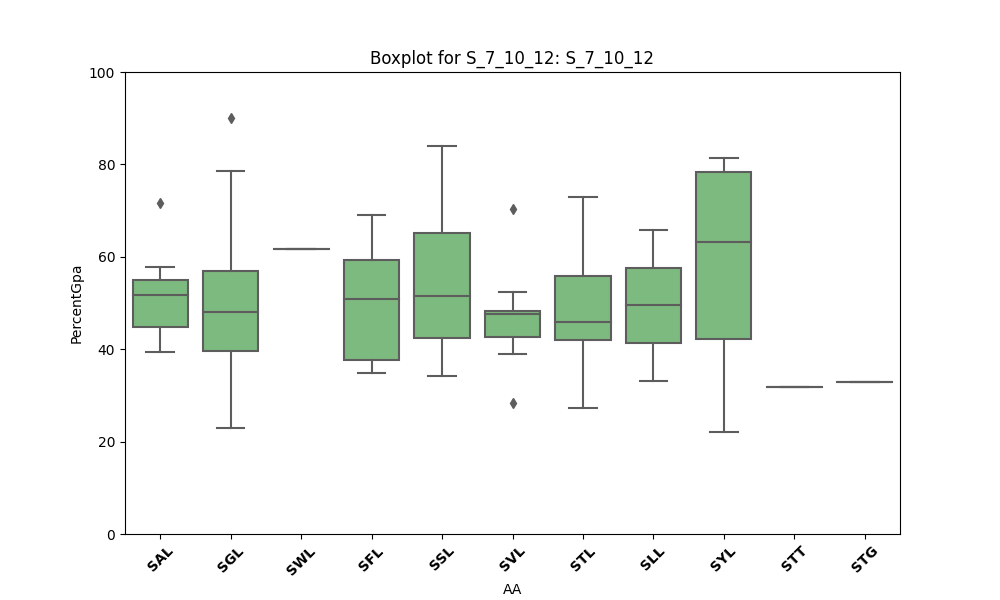 Boxplot for S_7_10_12: S_7_10_12
100
80
60
40
20
0
PercentGpa
SAL SGL SWL SFL SSL SVL STL SLL SYL STT STG
AA